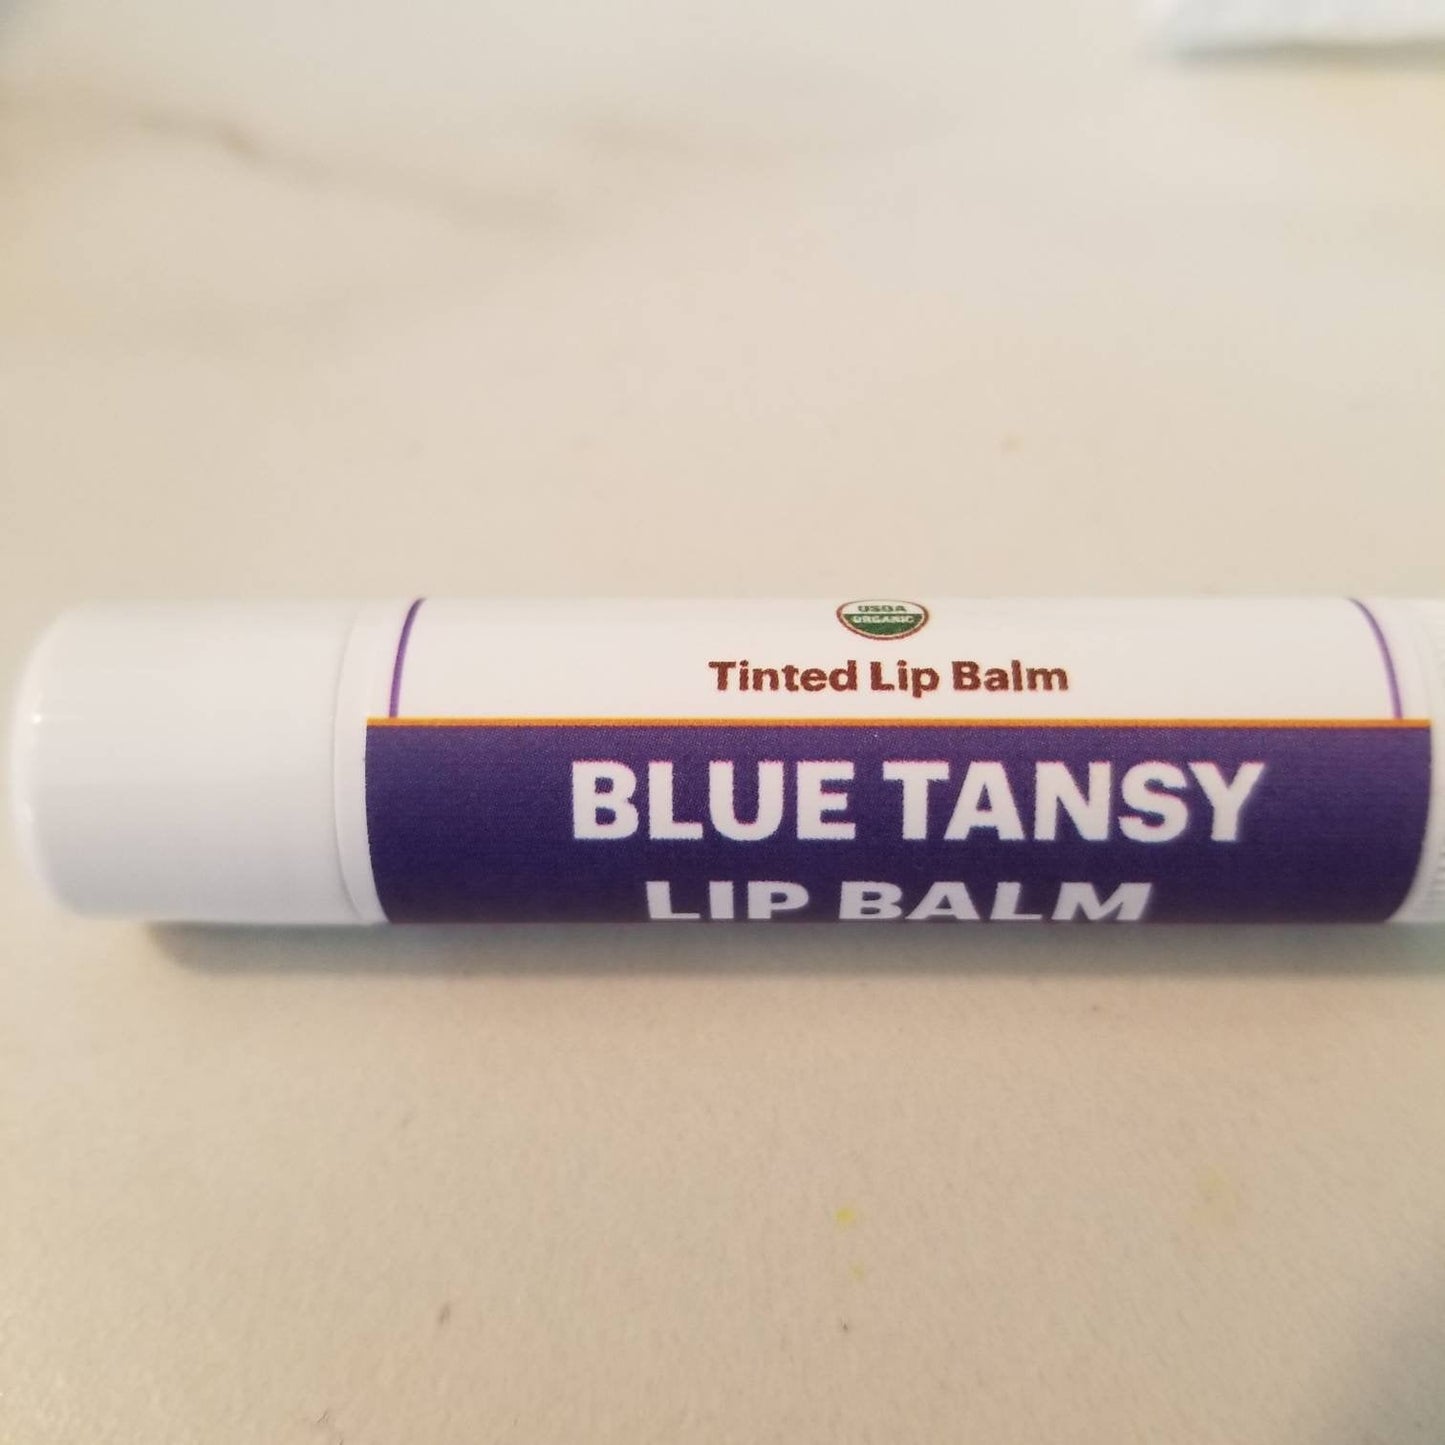 USDA
ORGANIC
Tinted Lip Balm
BLUE TANSY
LIP BALM